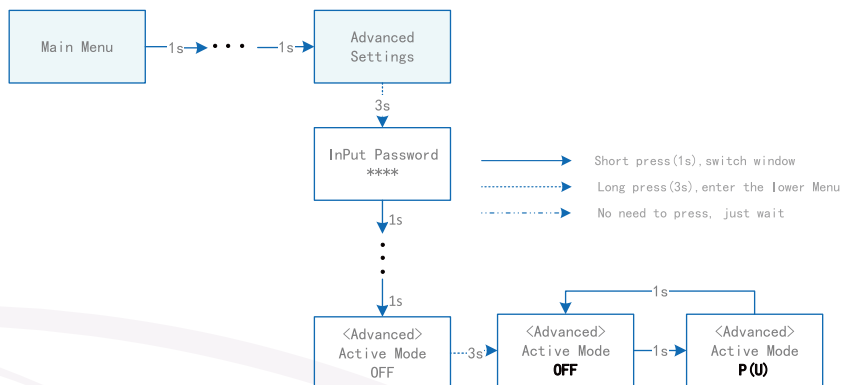 Main Menu
1s
• • •
1s
Advanced
Settings
3s
InPut Password
****
Short press(1s),switch window
Long press(3s),enter the lower Menu
No need to press, just wait
1s
1s
1s
<Advanced>
Active Mode
OFF
3s
<Advanced>
Active Mode
OFF
1s
<Advanced>
Active Mode
P(U)